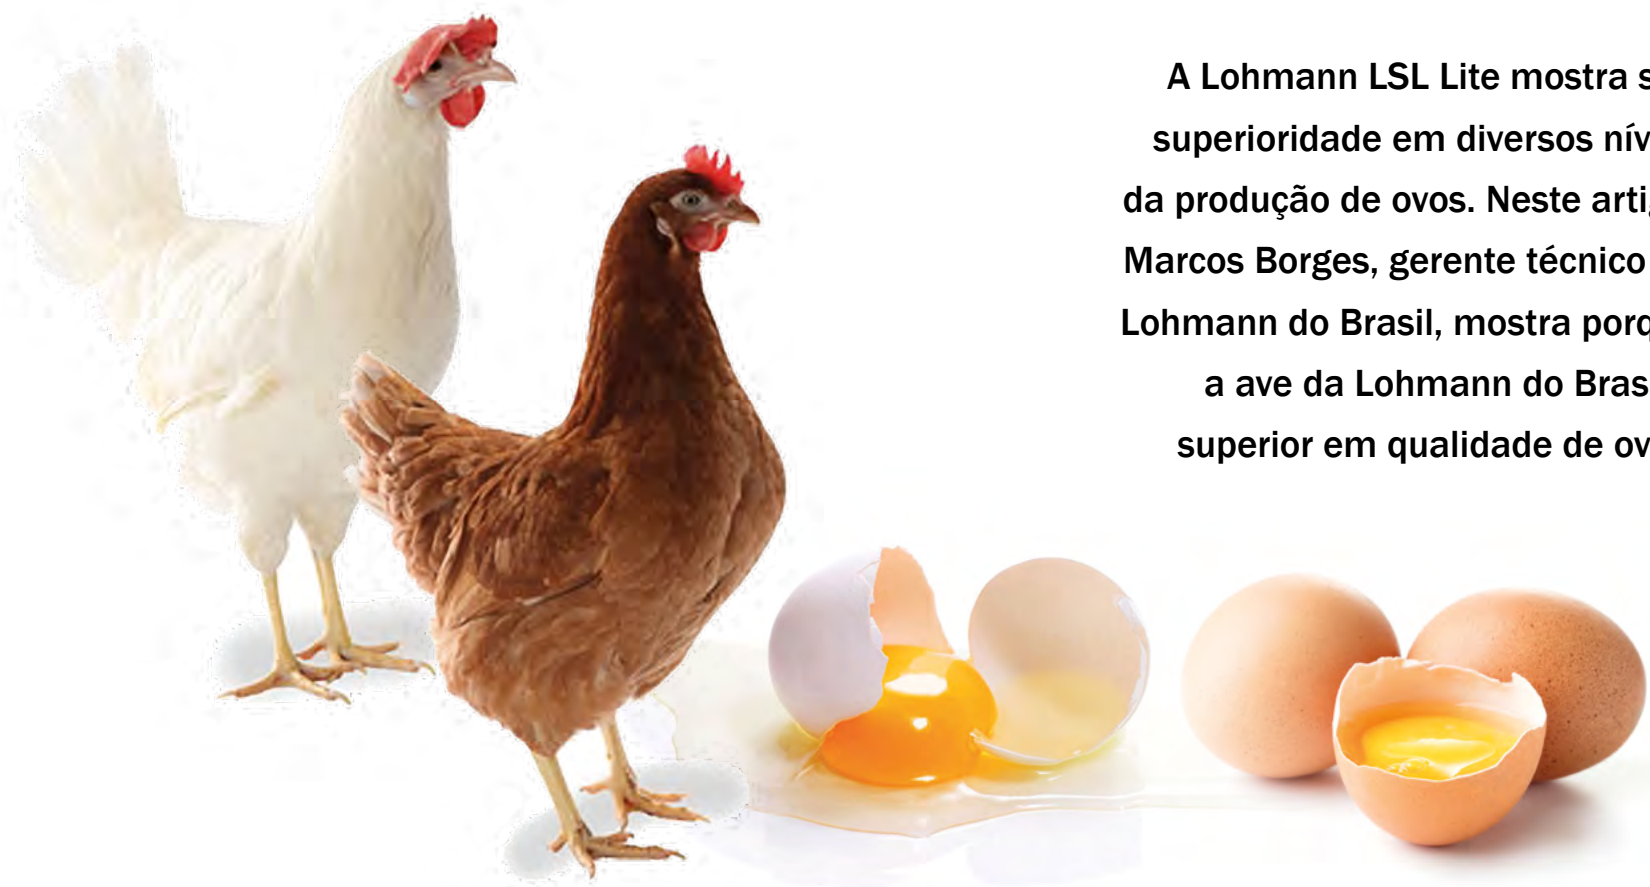 A Lohmann LSL Lite mostra s
superioridade em diversos nív
da produção de ovos. Neste arti
Marcos Borges, gerente técnico
Lohmann do Brasil, mostra porq
a ave da Lohmann do Bras
superior em qualidade de ov